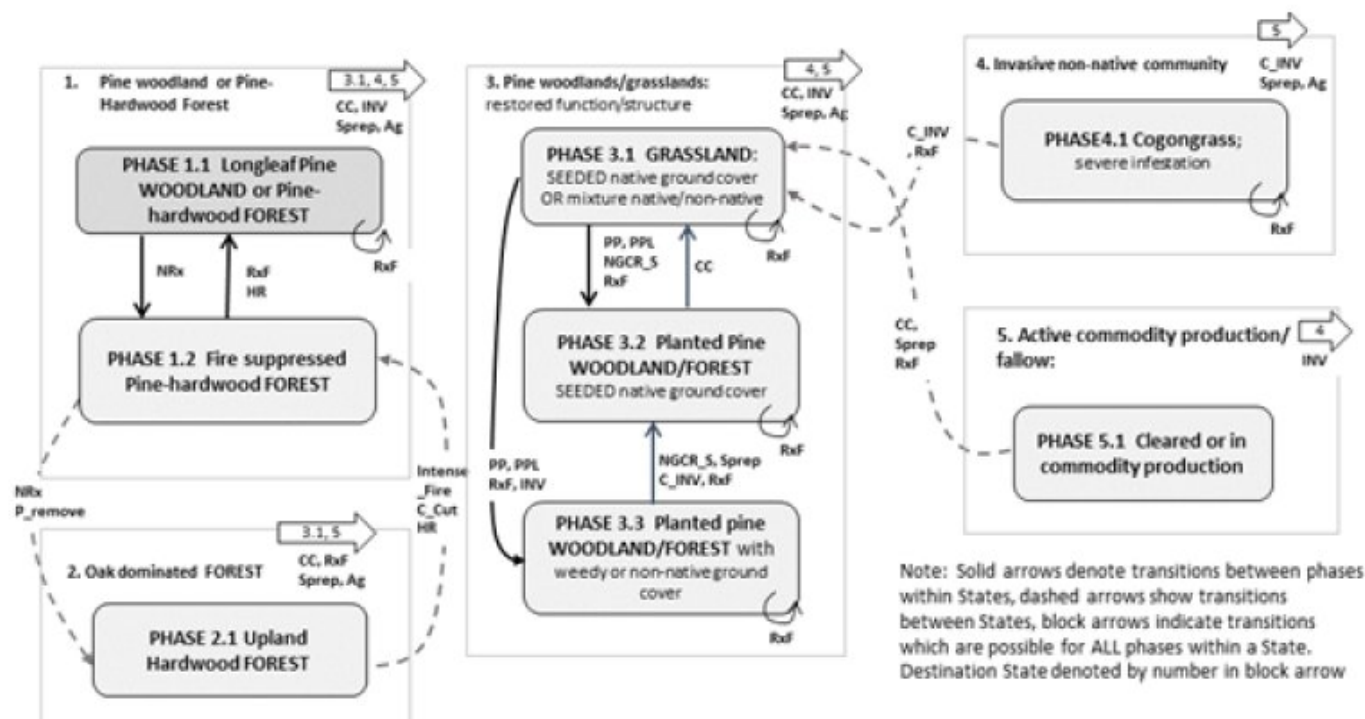 1. Pine woodland or Pine-
Hardwood Forest
3.1, 4, 5
CC, INV
Sprep, Ag
PHASE 1.1 Longleaf Pine
WOODLAND or Pine-
hardwood FOREST
RxF
NRx
RxF
HR
PHASE 1.2 Fire suppressed
Pine-hardwood FOREST
NRx
P_remove
Intense
_Fire
C_Cut
HR
3.1, 5
CC, RxF
Sprep, Ag
2. Oak dominated FOREST
PHASE 2.1 Upland
Hardwood FOREST
3. Pine woodlands/grasslands:
restored function/structure
4, 5
CC, INV
Sprep, Ag
PHASE 3.1 GRASSLAND:
SEEDED native groundcover
OR mixture native/non-native
RxF
PP, PPL
NGCR_S
RxF
CC
PHASE 3.2 Planted Pine
WOODLAND/FOREST
SEEDED native groundcover
RxF
PP, PPL
RxF, INV
NGCR_S, Sprep
C_INV, RxF
PHASE 3.3 Planted pine
WOODLAND/FOREST with
weedy or non-native ground
cover
RxF
5
C_INV
Sprep, Ag
4. Invasive non-native community
PHASE4.1 Cogongrass;
severe infestation
RxF
C_INV
, RxF
CC,
Sprep
RxF
5. Active commodity production/
fallow:
4
INV
PHASE 5.1 Cleared or in
commodity production
Note: Solid arrows denote transitions between phases
within States, dashed arrows show transitions
between States, block arrows indicate transitions
which are possible for ALL phases within a State.
Destination State denoted by number in block arrow